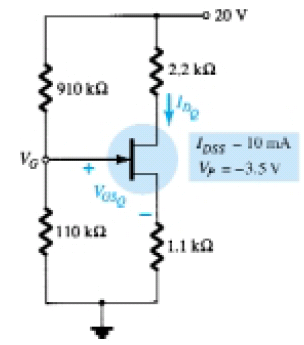 20 V
2.2 kΩ
910 kΩ
I_DQ
I_DSS = 10 mA
V_G
V_P = -3.5 V
+
V_GSQ
-
110 kΩ
1.1 kΩ